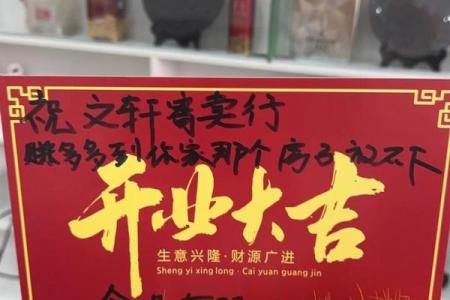 祝文轩寄卖行
赚多多到你家那个房子放不下
开业大吉
生意兴隆·财源广进
Sheng yi xing long · Cai yuan guang jin